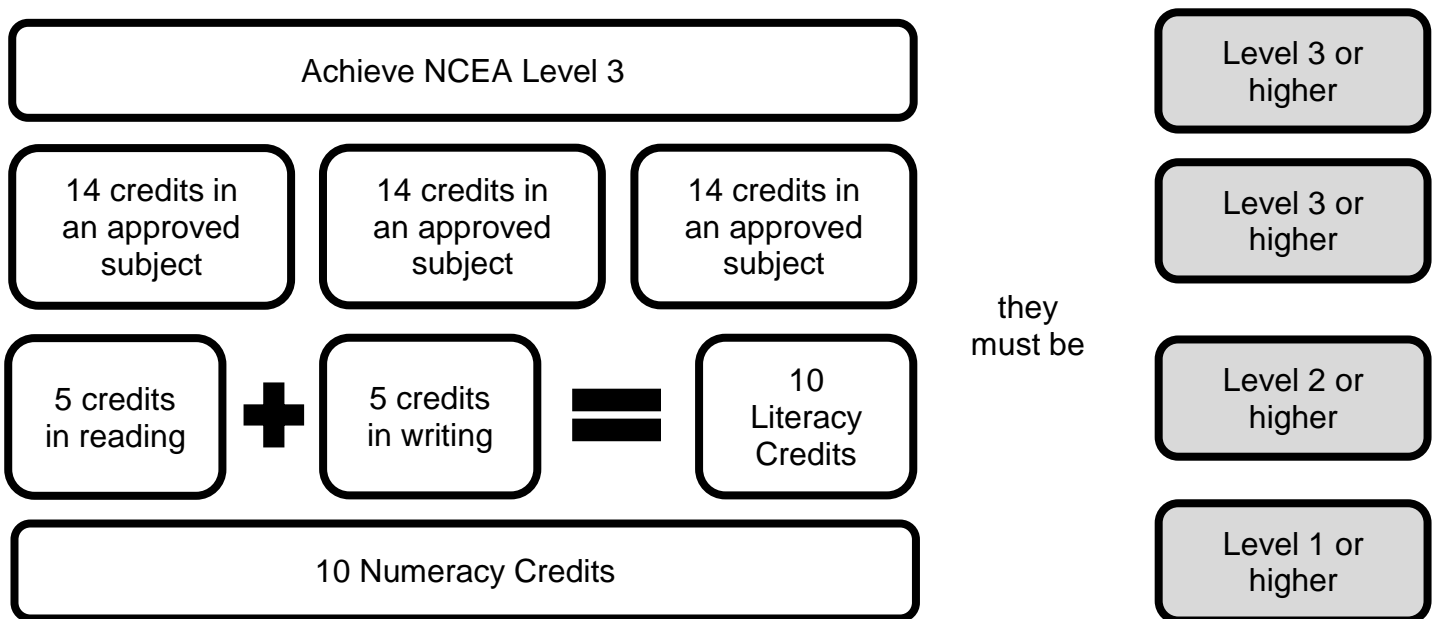 Achieve NCEA Level 3
Level 3 or
higher
14 credits in
an approved
subject
14 credits in
an approved
subject
14 credits in
an approved
subject
Level 3 or
higher
they
must be
5 credits
in reading
5 credits
in writing
10
Literacy
Credits
Level 2 or
higher
10 Numeracy Credits
Level 1 or
higher